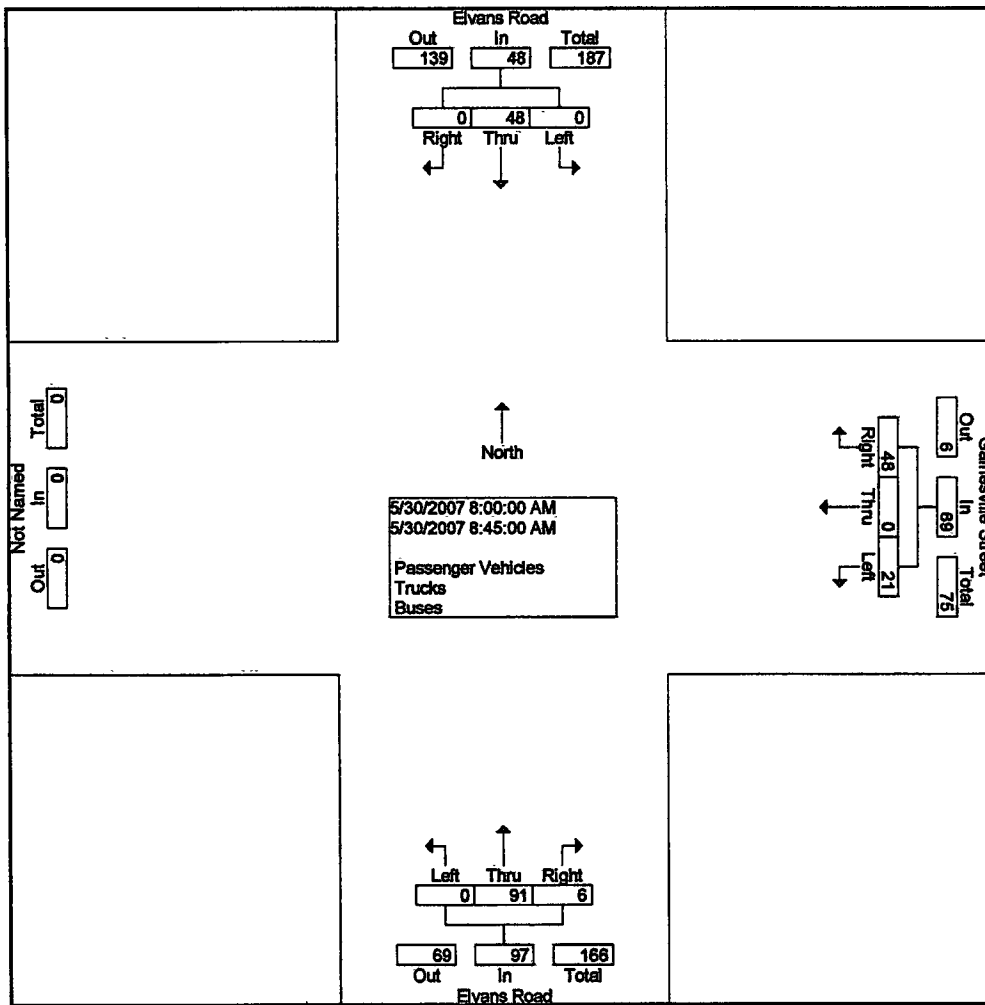 Elvans Road
Out In Total
139 48 187
0 48 0
Right Thru Left
Total In Out
0 0 0
Not Named
North
5/30/2007 8:00:00 AM
5/30/2007 8:45:00 AM
Passenger Vehicles
Trucks
Buses
Out In Total
6 69 75
48 0 21
Right Thru Left
Left Thru Right
0 91 6
69 97 166
Out In Total
Elvans Road